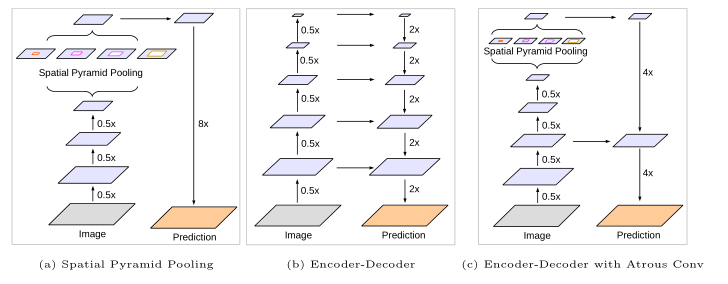 Spatial Pyramid Pooling
8x
0.5x
0.5x
0.5x
Image
Prediction
(a) Spatial Pyramid Pooling
0.5x
2x
0.5x
2x
0.5x
2x
0.5x
2x
0.5x
2x
Image
Prediction
(b) Encoder-Decoder
Spatial Pyramid Pooling
4x
0.5x
0.5x
0.5x
4x
0.5x
Image
Prediction
(c) Encoder-Decoder with Atrous Conv